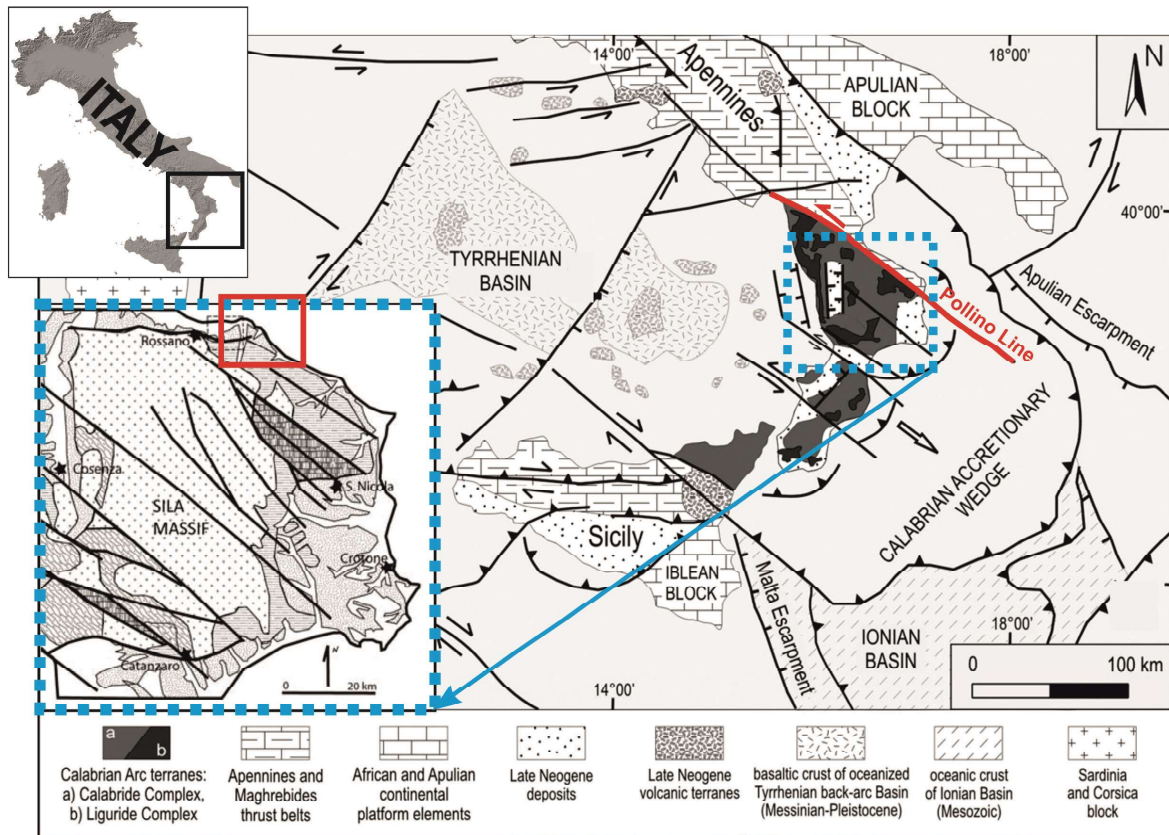 ITALY
14°00'
18°00'
N
Apennines
APULIAN
BLOCK
40°00'
TYRRHENIAN
BASIN
Apulian Escarpment
Pollino Line
Rossano
Cosenza
S. Nicola
SILA
MASSIF
Crotone
Catanzaro
N
0 20 km
CALABRIAN ACCRETIONARY
WEDGE
Sicily
IBLEAN
BLOCK
Malta Escarpment
IONIAN
BASIN
18°00'
14°00'
0 100 km
a
b
Calabrian Arc terranes:
a) Calabride Complex,
b) Liguride Complex
Apennines and
Maghrebides
thrust belts
African and Apulian
continental
platform elements
Late Neogene
deposits
Late Neogene
volcanic terranes
basaltic crust of oceanized
Tyrrhenian back-arc Basin
(Messinian-Pleistocene)
oceanic crust
of Ionian Basin
(Mesozoic)
Sardinia
and Corsica
block